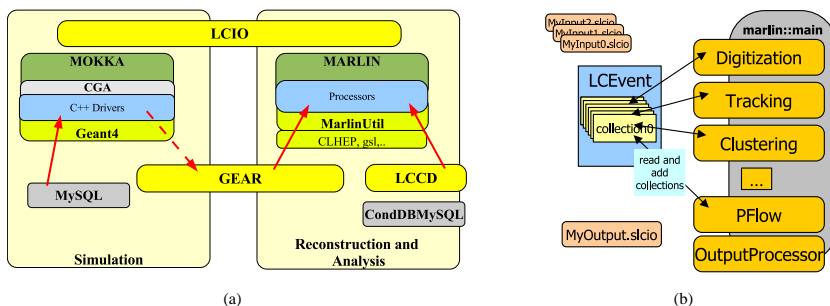 LCIO
MOKKA
CGA
C++ Drivers
Geant4
MARLIN
Processors
MarlinUtil
CLHEP, gsl,..
GEAR
LCCD
MySQL
CondDBMySQL
Simulation
Reconstruction and
Analysis
(a)
MyInput2.slcio
MyInput1.slcio
MyInput0.slcio
marlin::main
LCEvent
collection0
read and
add
collections
Digitization
Tracking
Clustering
...
PFlow
OutputProcessor
MyOutput.slcio
(b)